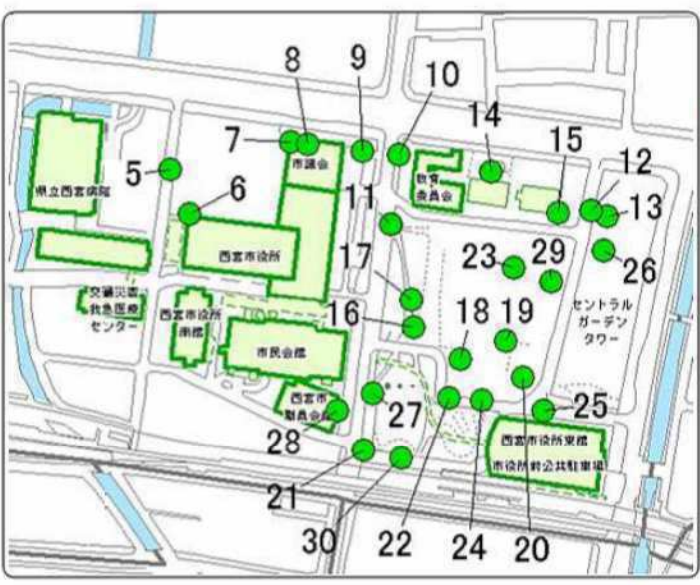 8
9
10
7
14
市議会
5
教育
委員会
15
12
県立西宮病院
6
11
13
西宮市役所
17
23
29
26
交通災害
救急医療
センター
西宮市役所
南館
16
18
19
セントラル
ガーデン
タワー
市民会館
西宮市
職員会館
27
25
28
西宮市役所東館
市役所前公共駐車場
21
30
22
24
20